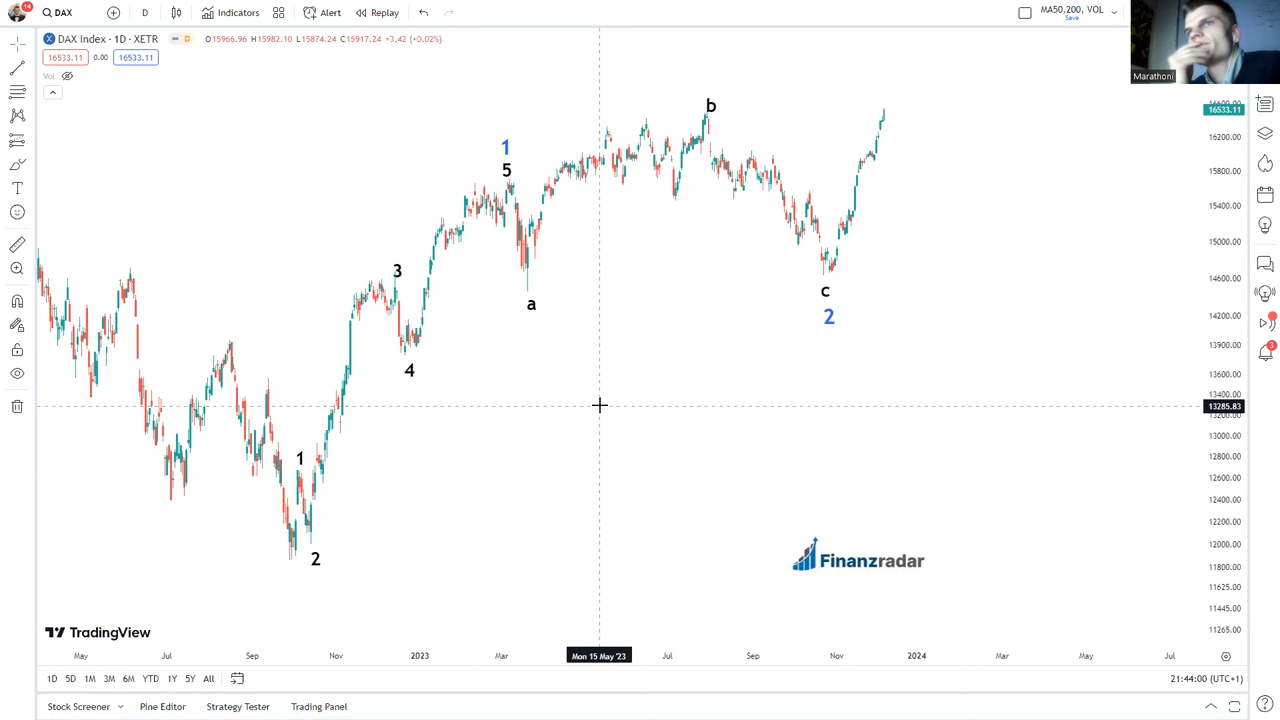 14
DAX
D
Indicators
Alert
Replay
MA50,200, VOL
Save
Marathoni
DAX Index · 1D · XETR
D
O15966.96 H15982.10 L15874.24 C15917.24 +3.42 (+0.02%)
16533.11
0.00
16533.11
Vol
b
1
5
3
a
c
2
4
1
2
16600.00
16533.11
16200.00
15800.00
15400.00
15000.00
14600.00
14200.00
13900.00
13600.00
13400.00
13285.83
13200.00
13000.00
12800.00
12600.00
12400.00
12200.00
12000.00
11800.00
11625.00
11445.00
11265.00
3
Finanzradar
TradingView
May
Jul
Sep
Nov
2023
Mar
Mon 15 May '23
Jul
Sep
Nov
2024
Mar
May
Jul
1D 5D 1M 3M 6M YTD 1Y 5Y All
21:44:00 (UTC+1)
Stock Screener
Pine Editor
Strategy Tester
Trading Panel